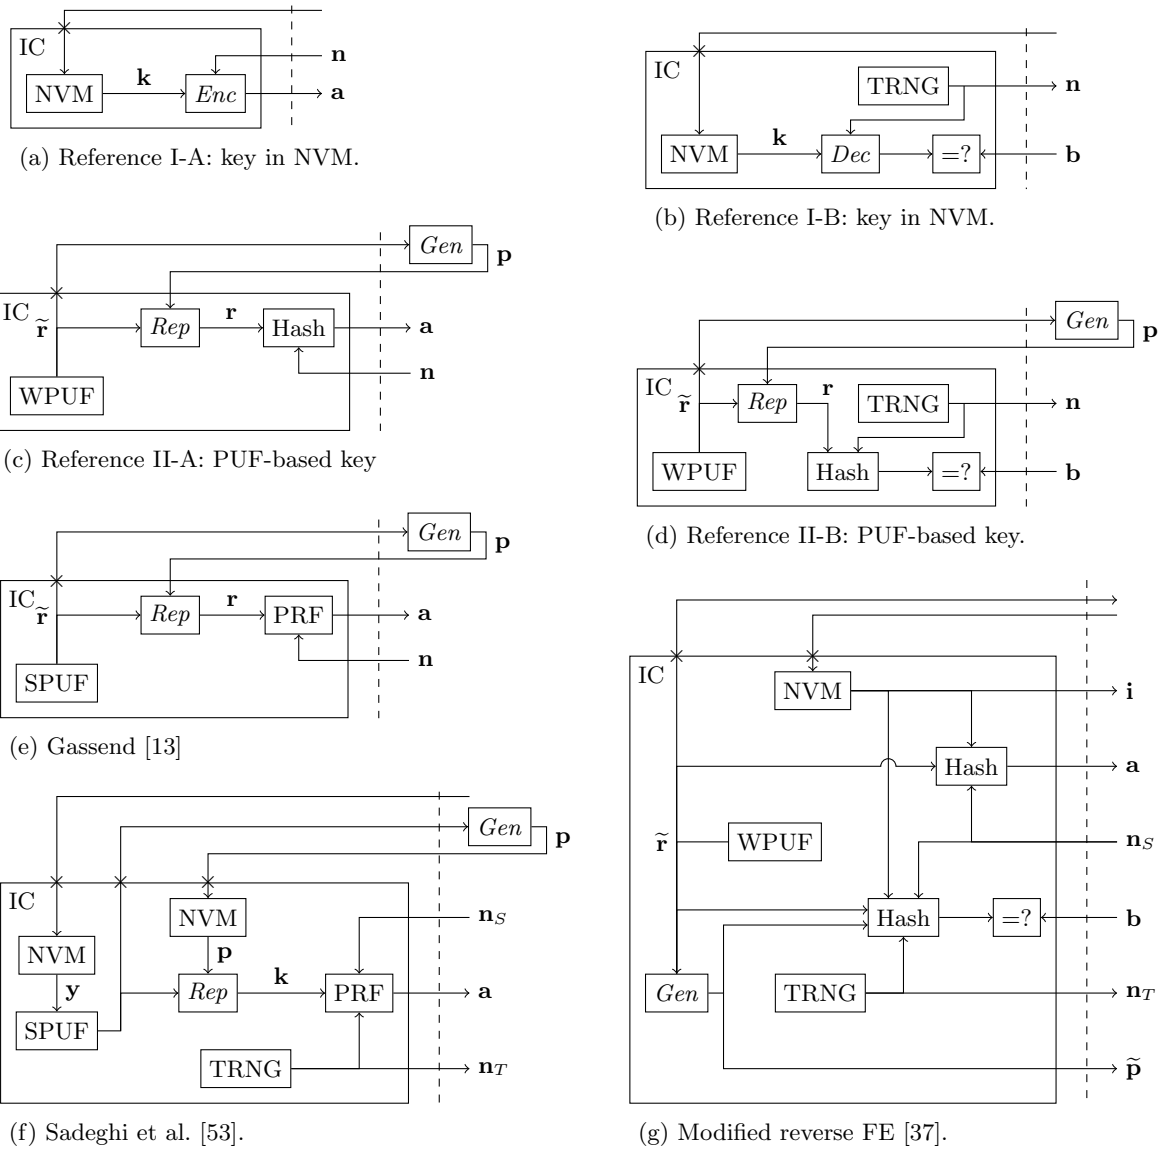 IC
n
NVM
k
Enc
a
(a) Reference I-A: key in NVM.
IC
TRNG
n
NVM
k
Dec
=?
b
(b) Reference I-B: key in NVM.
Gen
p
IC
r̃
Rep
r
Hash
a
n
WPUF
(c) Reference II-A: PUF-based key
Gen
p
IC
r̃
Rep
r
TRNG
n
WPUF
Hash
=?
b
(d) Reference II-B: PUF-based key.
Gen
p
IC
r̃
Rep
r
PRF
a
n
SPUF
(e) Gassend [13]
Gen
p
IC
NVM
n_S
NVM
p
y
Rep
k
PRF
a
SPUF
TRNG
n_T
(f) Sadeghi et al. [53].
IC
NVM
i
Hash
a
r̃
WPUF
n_S
Hash
=?
b
Gen
TRNG
n_T
p̃
(g) Modified reverse FE [37].